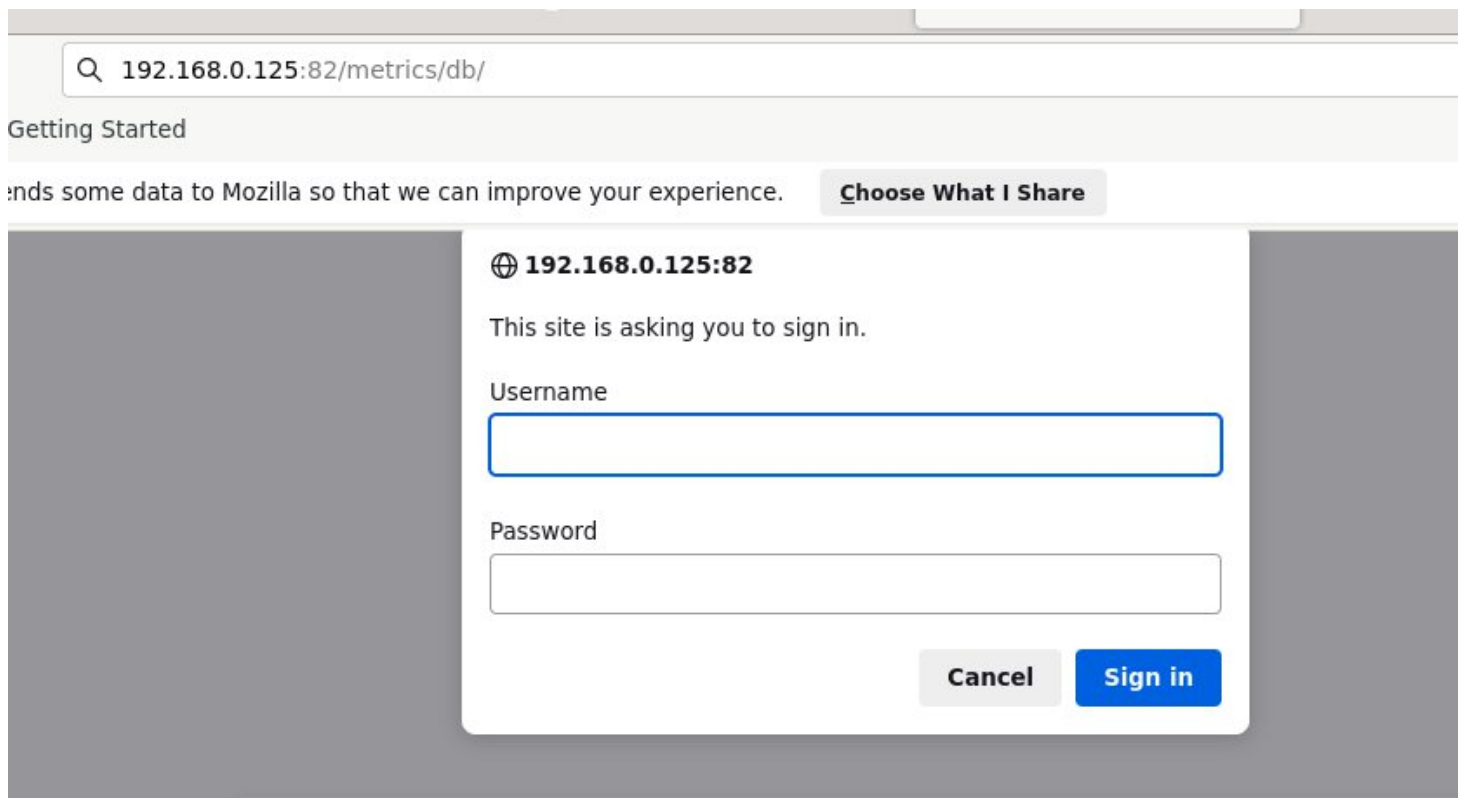 192.168.0.125:82/metrics/db/
Getting Started
ends some data to Mozilla so that we can improve your experience. Choose What I Share
192.168.0.125:82
This site is asking you to sign in.
Username
Password
Cancel Sign in